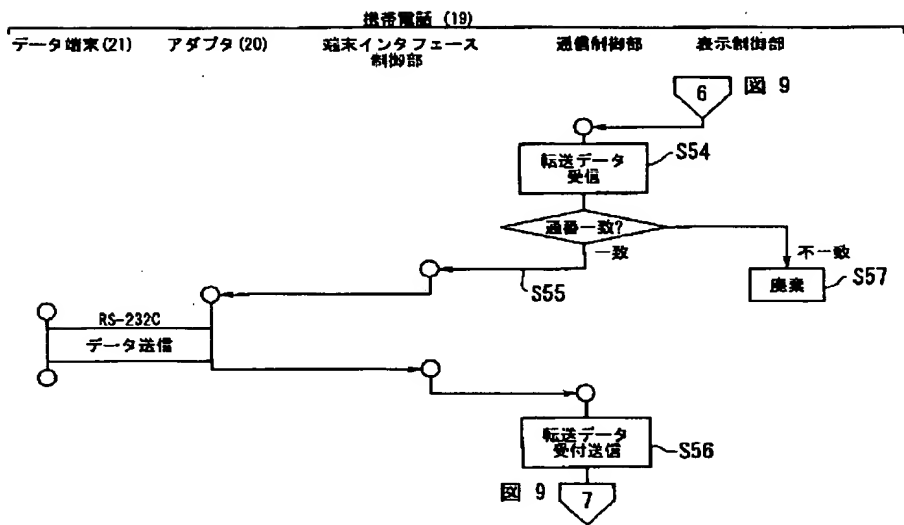 携帯電話 (19)
データ端末(21) アダプタ(20) 端末インタフェース 通信制御部 表示制御部
制御部
6 図 9
転送データ
受信
S54
通番一致?
一致
不一致
S55
廃棄
S57
RS-232C
データ送信
転送データ
受付送信
S56
図 9 7